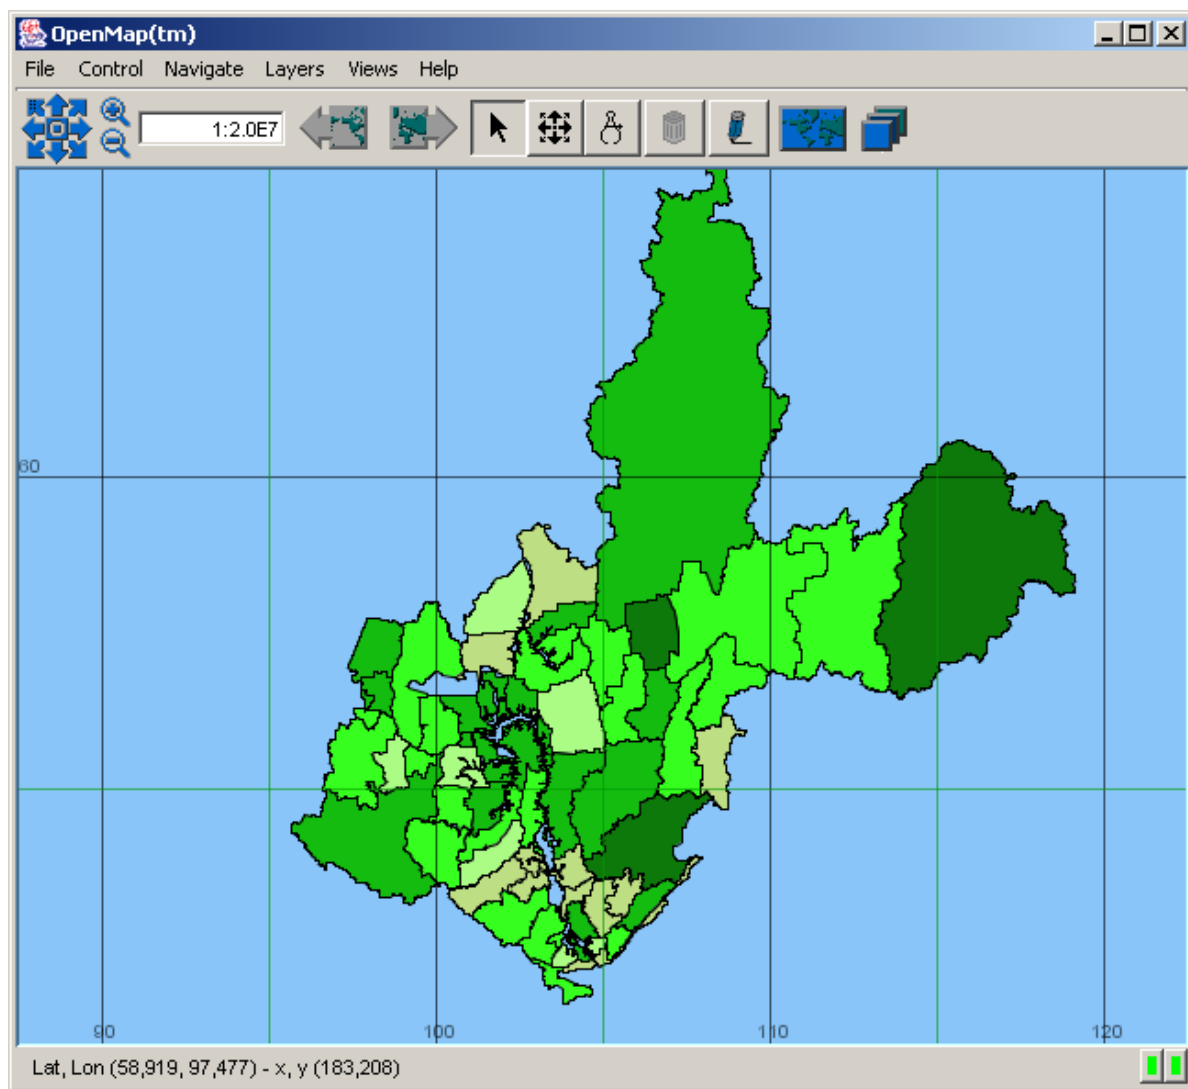 OpenMap(tm)
File Control Navigate Layers Views Help
1:2.0E7
60
90 100 110 120
Lat, Lon (58,919, 97,477) - x, y (183,208)